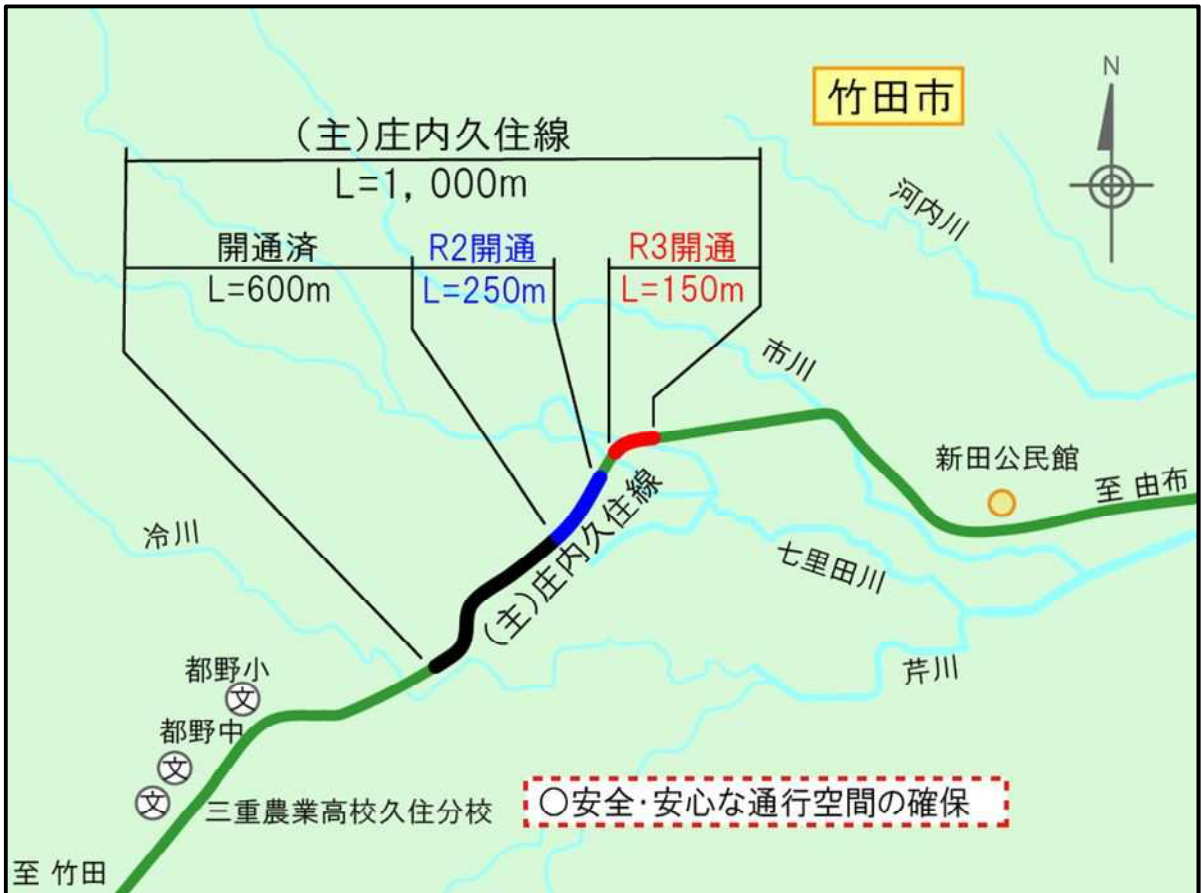 竹田市
N
(主)庄内久住線
L=1, 000m
開通済
L=600m
R2開通
L=250m
R3開通
L=150m
河内川
市川
新田公民館
至 由布
冷川
(主)庄内久住線
七里田川
芹川
都野小
文
都野中
文
文
三重農業高校久住分校
○安全・安心な通行空間の確保
至 竹田